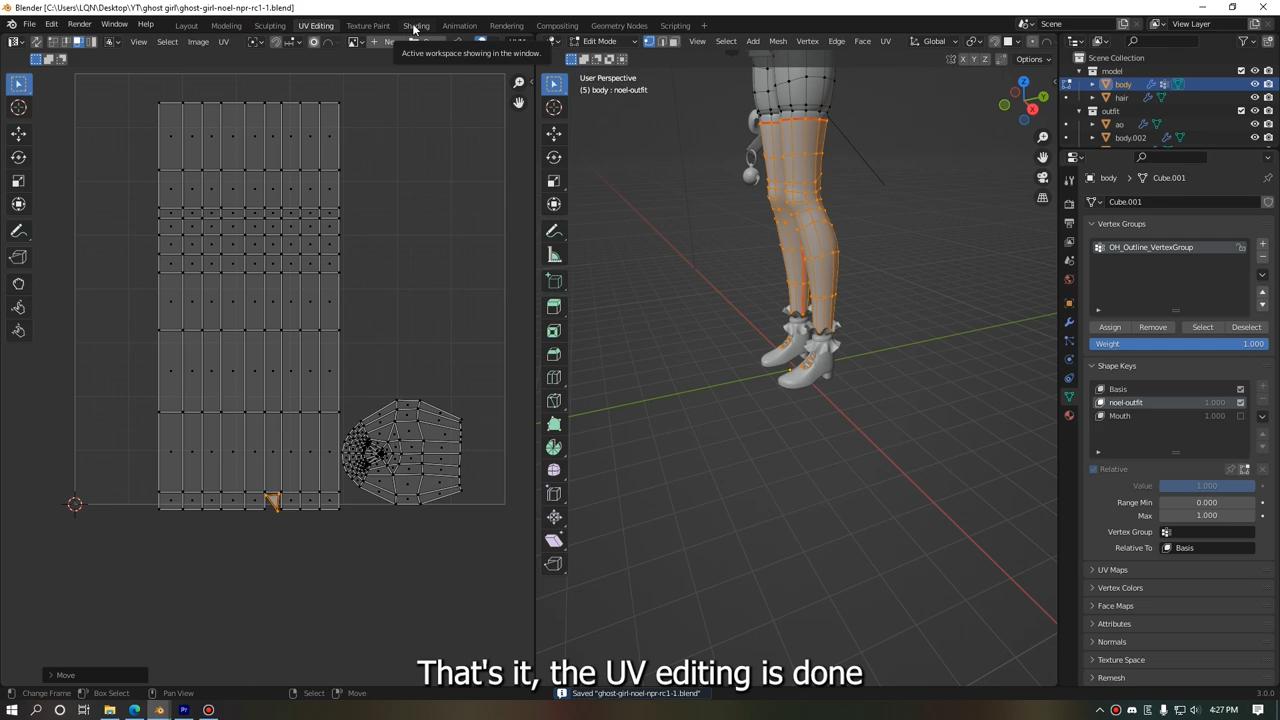 Blender [C:\Users\LQN\Desktop\YT\ghost girl\ghost-girl-noel-npr-rc1-1.blend]
File Edit Render Window Help Layout Modeling Sculpting UV Editing Texture Paint Shading Animation Rendering Compositing Geometry Nodes Scripting +
Scene View Layer
View Select Image UV
Active workspace showing in the window.
Edit Mode View Select Add Mesh Vertex Edge Face UV Global
X Y Z Options
User Perspective
(5) body : noel-outfit
Scene Collection
model
body
hair
outfit
ao
body.002
body Cube.001
Cube.001
Vertex Groups
OH_Outline_VertexGroup
Assign Remove Select Deselect
Weight 1.000
Shape Keys
Basis
noel-outfit 1.000
Mouth 1.000
Relative
Value 1.000
Range Min 0.000
Max 1.000
Vertex Group
Relative To Basis
UV Maps
Vertex Colors
Face Maps
Attributes
Normals
Texture Space
Remesh
Move
That's it, the UV editing is done
Change Frame Box Select Pan View Select Move Saved "ghost-girl-noel-npr-rc1-1.blend" 3.0.0
4:27 PM